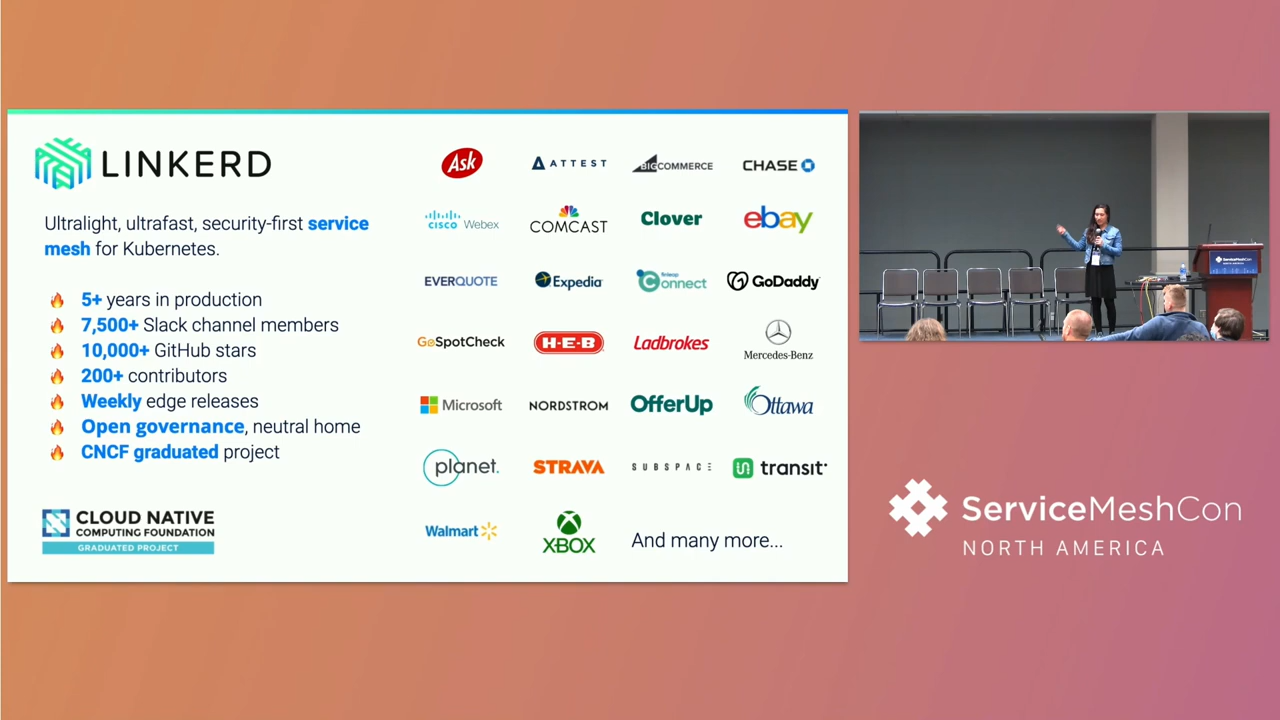 LINKERD
Ultralight, ultrafast, security-first service
mesh for Kubernetes.
5+ years in production
7,500+ Slack channel members
10,000+ GitHub stars
200+ contributors
Weekly edge releases
Open governance, neutral home
CNCF graduated project
CLOUD NATIVE
COMPUTING FOUNDATION
GRADUATED PROJECT
Ask
ATTEST
BIGCOMMERCE
CHASE
CISCO Webex
COMCAST
Clover
ebay
EVERQUOTE
Expedia
Connect
GoDaddy
GoSpotCheck
H-E-B
Ladbrokes
Mercedes-Benz
Microsoft
NORDSTROM
OfferUp
Ottawa
planet.
STRAVA
SUBSPACE
transit
Walmart
XBOX
And many more...
ServiceMeshCon
NORTH AMERICA
ServiceMeshCon